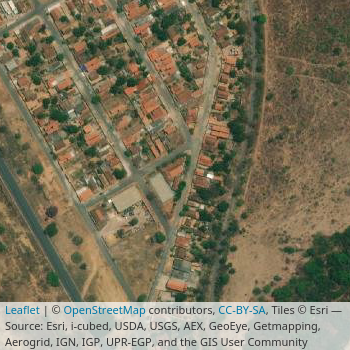 Leaflet | © OpenStreetMap contributors, CC-BY-SA, Tiles © Esri —
Source: Esri, i-cubed, USDA, USGS, AEX, GeoEye, Getmapping,
Aerogrid, IGN, IGP, UPR-EGP, and the GIS User Community